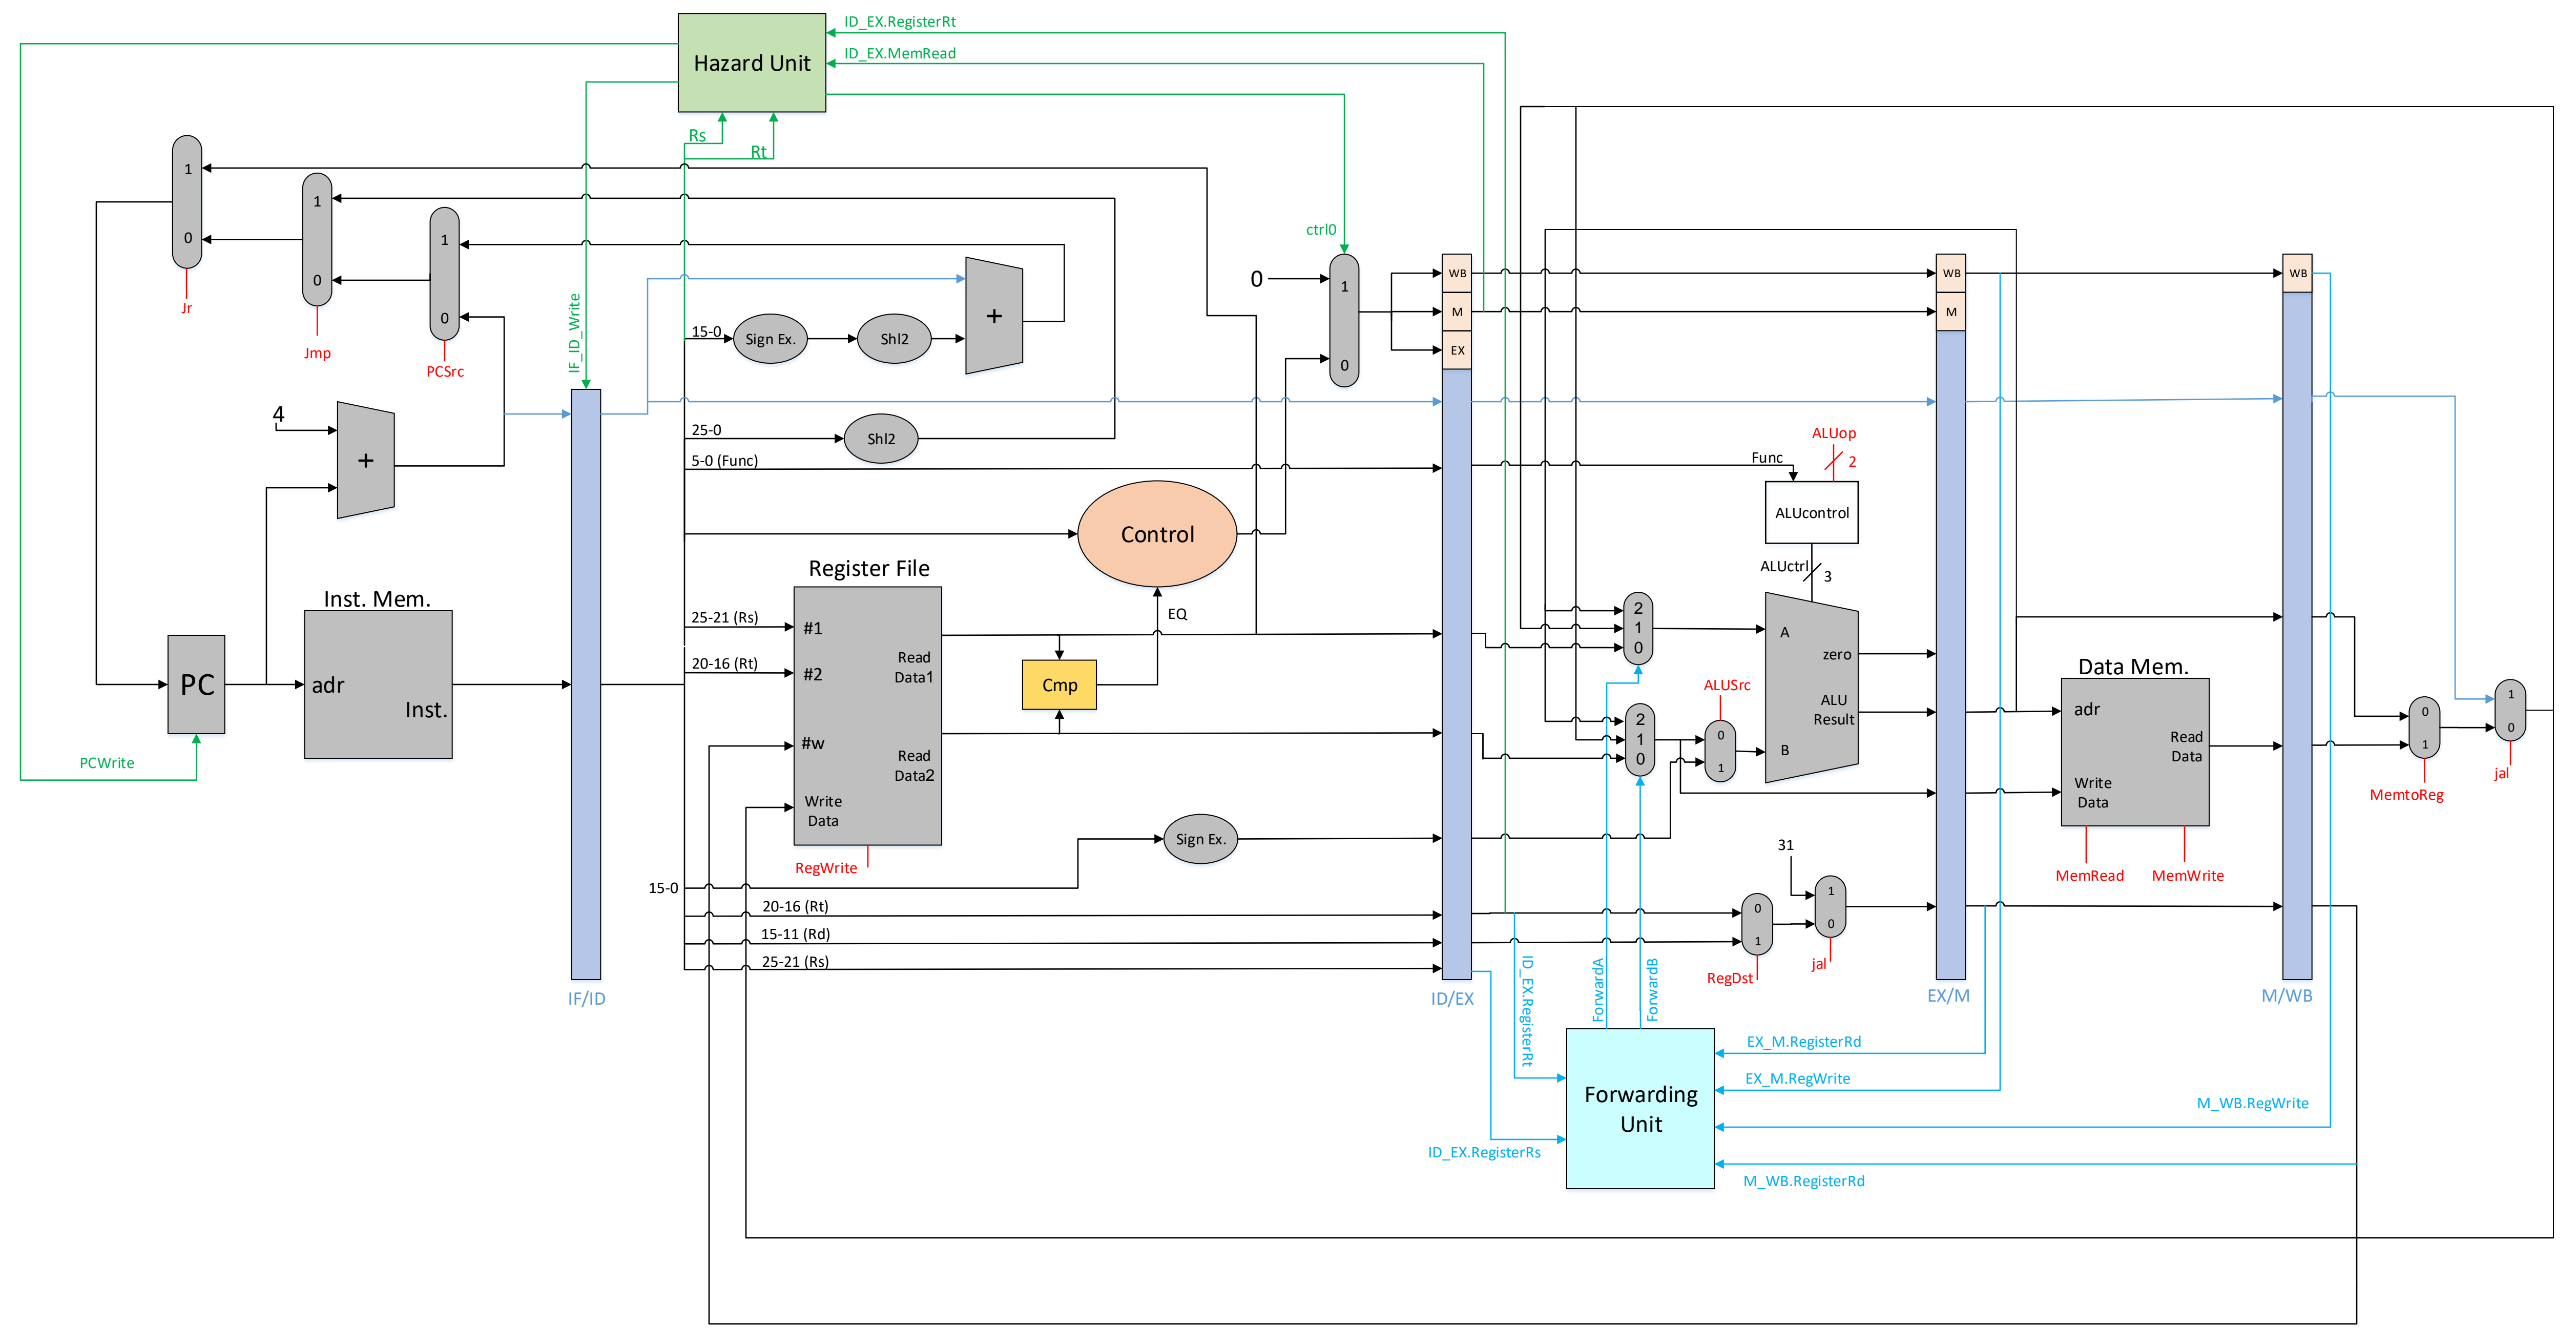 ID_EX.RegisterRt
Hazard Unit
ID_EX.MemRead
Rs
Rt
1
0
Jr
1
0
Jmp
1
0
PCSrc
IF_ID_Write
ctrl0
0
1
0
15-0
Sign Ex.
Shl2
+
WB
M
EX
WB
M
WB
4
+
25-0
Shl2
5-0 (Func)
Func
ALUop
2
ALUcontrol
ALUctrl
3
Control
EQ
Register File
Inst. Mem.
25-21 (Rs)
#1
20-16 (Rt)
#2
Read
Data1
Cmp
#w
Read
Data2
Write
Data
RegWrite
PC
adr
Inst.
PCWrite
2
1
0
2
1
0
ALUSrc
0
1
A
zero
ALU
Result
B
Data Mem.
adr
Read
Data
Write
Data
MemRead
MemWrite
0
1
MemtoReg
1
0
jal
Sign Ex.
15-0
20-16 (Rt)
15-11 (Rd)
25-21 (Rs)
31
0
1
RegDst
1
0
jal
IF/ID
ID/EX
EX/M
M/WB
ID_EX.RegisterRt
ForwardA
ForwardB
Forwarding
Unit
EX_M.RegisterRd
EX_M.RegWrite
M_WB.RegWrite
ID_EX.RegisterRs
M_WB.RegisterRd